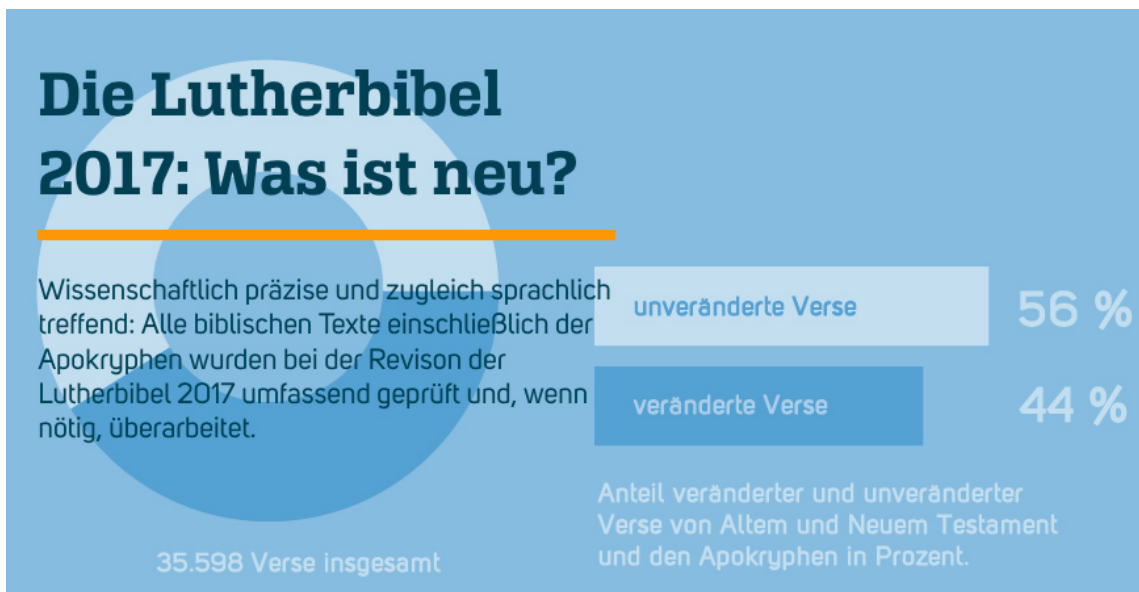 Die Lutherbibel
2017: Was ist neu?
Wissenschaftlich präzise und zugleich sprachlich
treffend: Alle biblischen Texte einschließlich der
Apokryphen wurden bei der Revison der
Lutherbibel 2017 umfassend geprüft und, wenn
nötig, überarbeitet.
35.598 Verse insgesamt
unveränderte Verse 56 %
veränderte Verse 44 %
Anteil veränderter und unveränderter
Verse von Altem und Neuem Testament
und den Apokryphen in Prozent.